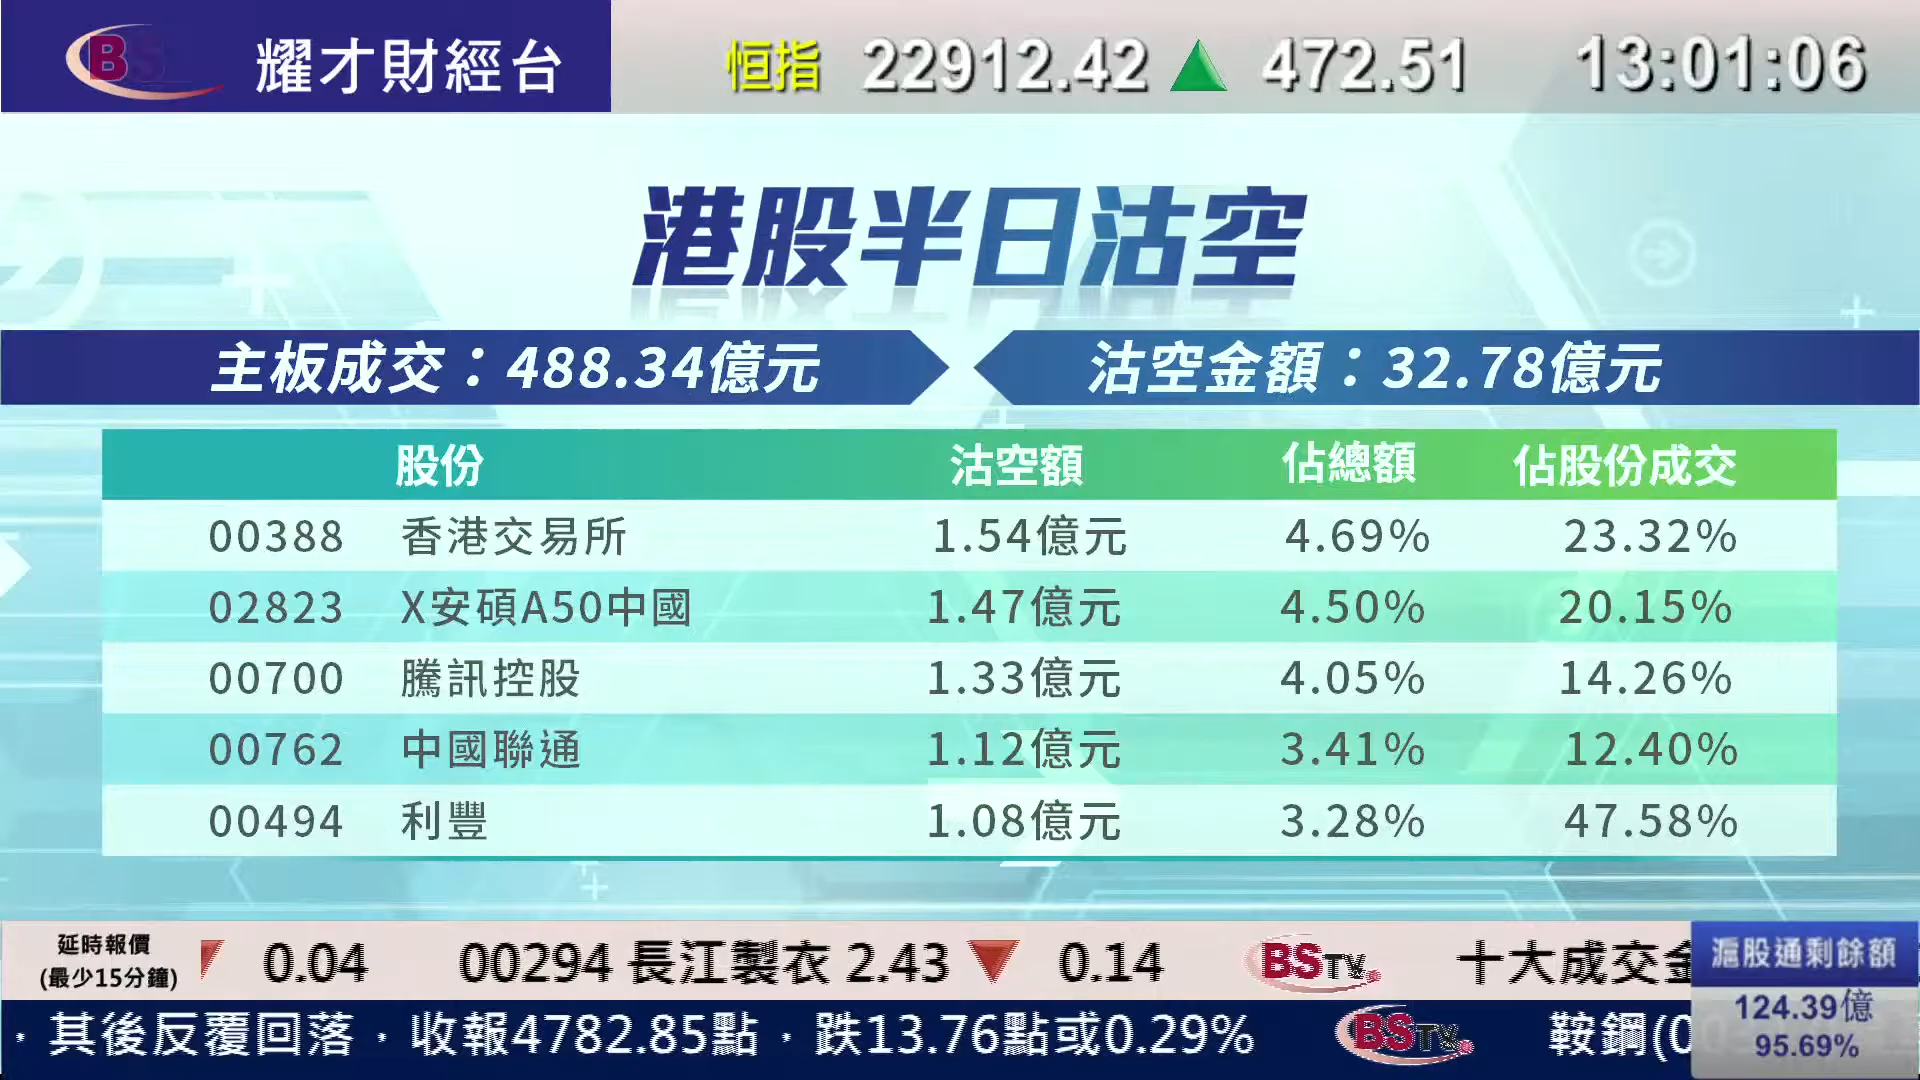 BS 耀才財經台 恒指 22912.42 ▲ 472.51 13:01:06
港股半日沽空
主板成交：488.34億元 沽空金額：32.78億元
股份 沽空額 佔總額 佔股份成交
00388 香港交易所 1.54億元 4.69% 23.32%
02823 X安碩A50中國 1.47億元 4.50% 20.15%
00700 騰訊控股 1.33億元 4.05% 14.26%
00762 中國聯通 1.12億元 3.41% 12.40%
00494 利豐 1.08億元 3.28% 47.58%
延時報價
(最少15分鐘)
▼ 0.04 00294 長江製衣 2.43 ▼ 0.14 BSTV 十大成交金
滬股通剩餘額
124.39億
95.69%
，其後反覆回落，收報4782.85點，跌13.76點或0.29% BSTV 鞍鋼(0